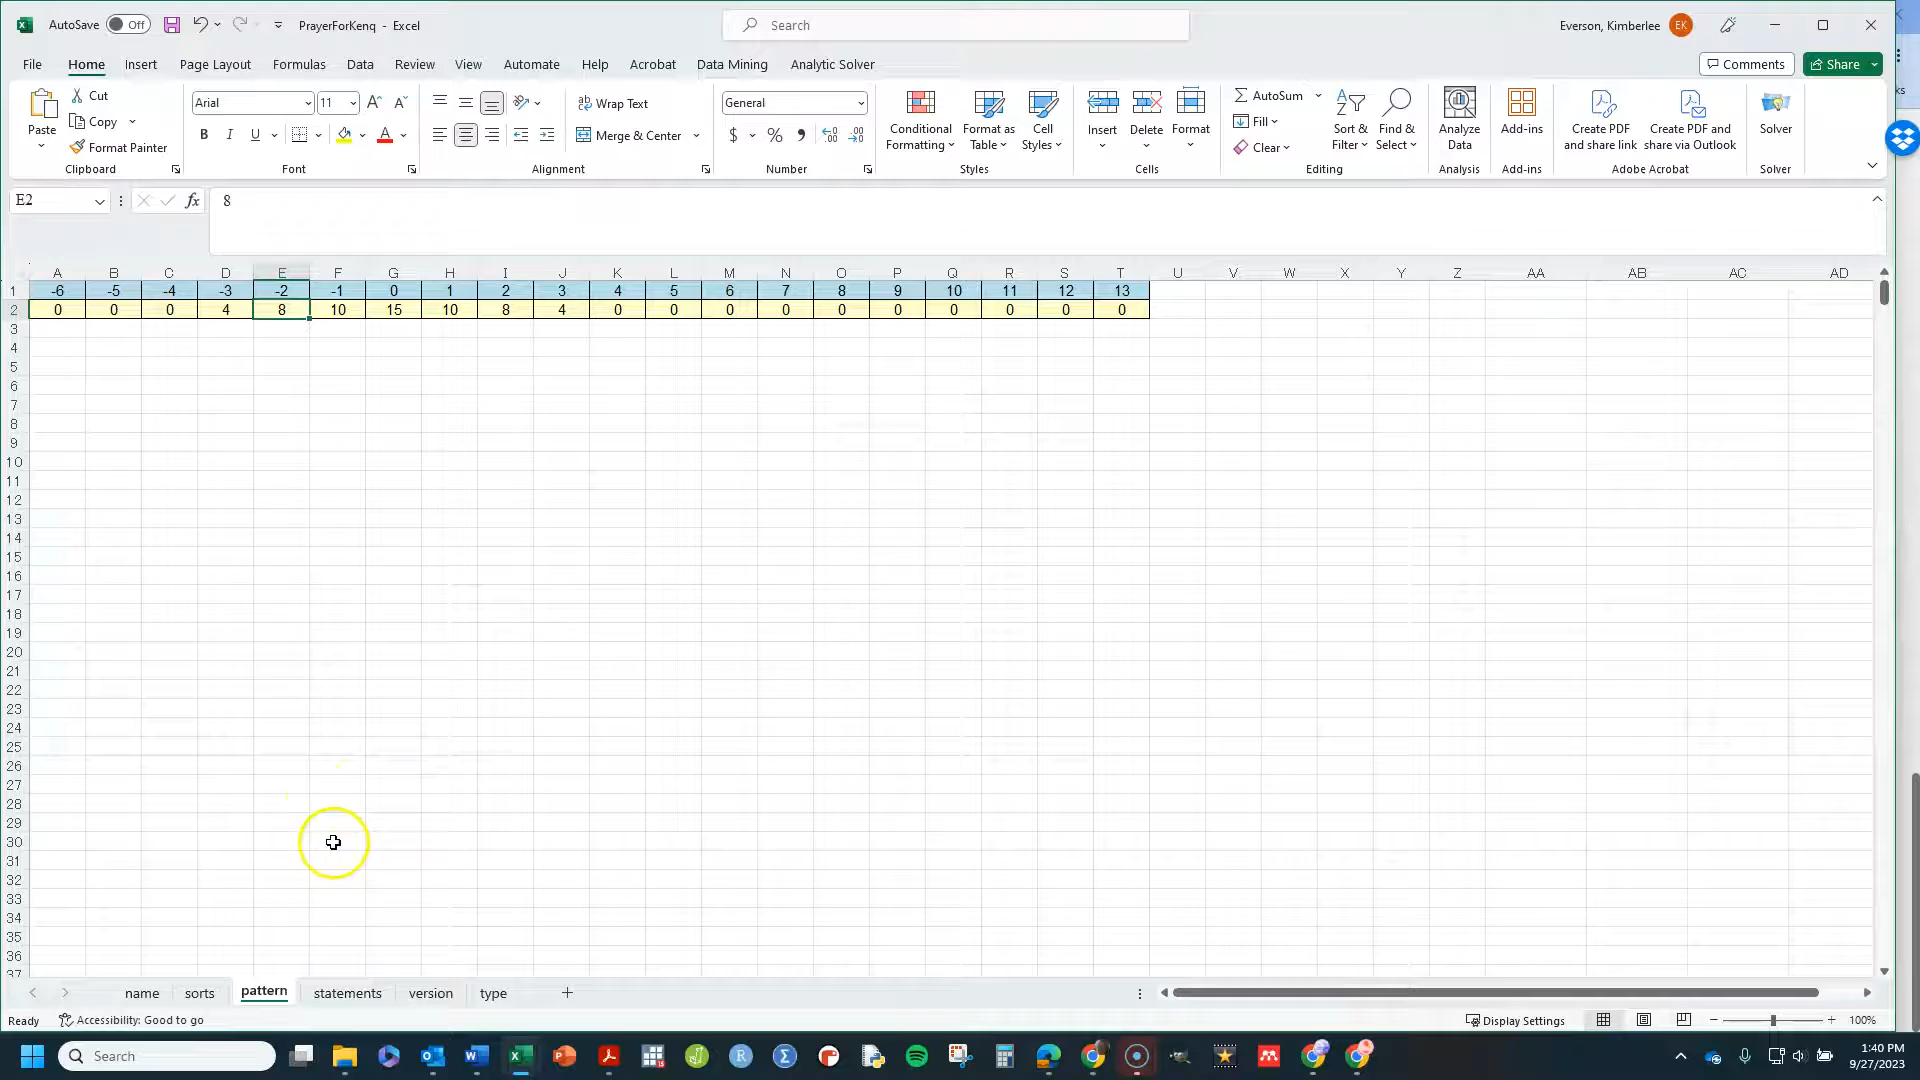 AutoSave Off PrayerForKenq - Excel Search Everson, Kimberlee EK
File Home Insert Page Layout Formulas Data Review View Automate Help Acrobat Data Mining Analytic Solver Comments Share
Paste Cut Copy Format Painter Clipboard
Arial 11 B I U A Font
Wrap Text Merge & Center Alignment
General $ % Number
Conditional Formatting Format as Table Cell Styles Styles
Insert Delete Format Cells
AutoSum Fill Clear Sort & Filter Find & Select Editing
Analyze Data Analysis
Add-ins Add-ins
Create PDF and share link Create PDF and share via Outlook Adobe Acrobat
Solver Solver
E2 fx 8
A B C D E F G H I J K L M N O P Q R S T U V W X Y Z AA AB AC AD
1 -6 -5 -4 -3 -2 -1 0 1 2 3 4 5 6 7 8 9 10 11 12 13
2 0 0 0 4 8 10 15 10 8 4 0 0 0 0 0 0 0 0 0 0
3
4
5
6
7
8
9
10
11
12
13
14
15
16
17
18
19
20
21
22
23
24
25
26
27
28
29
30
31
32
33
34
35
36
37
name sorts pattern statements version type
Ready Accessibility: Good to go Display Settings 100%
Search 1:40 PM
9/27/2023